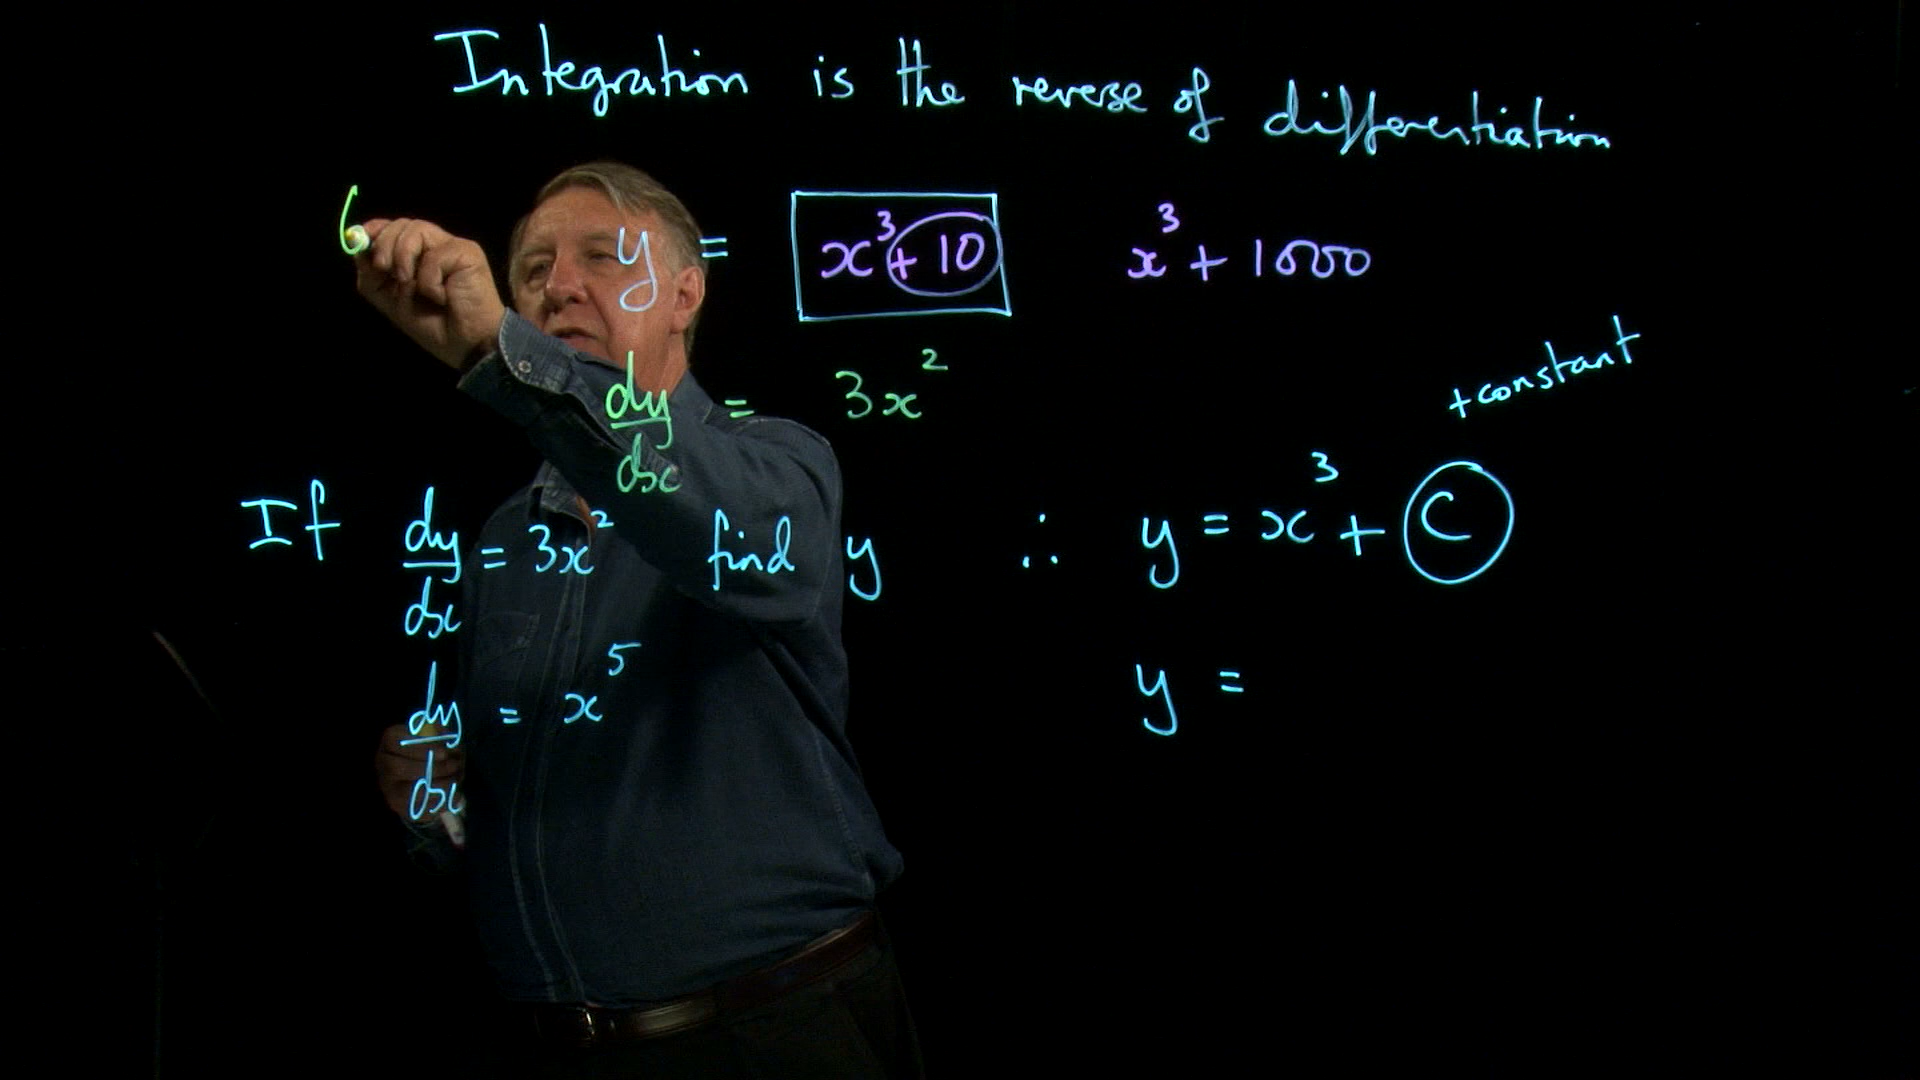 Integration is the reverse of differentiation
6
y = x³ + 10 x³ + 1000
dy/dx = 3x²
+constant
If dy/dx = 3x² find y ∴ y = x³ + C
dy/dx = x⁵ y =